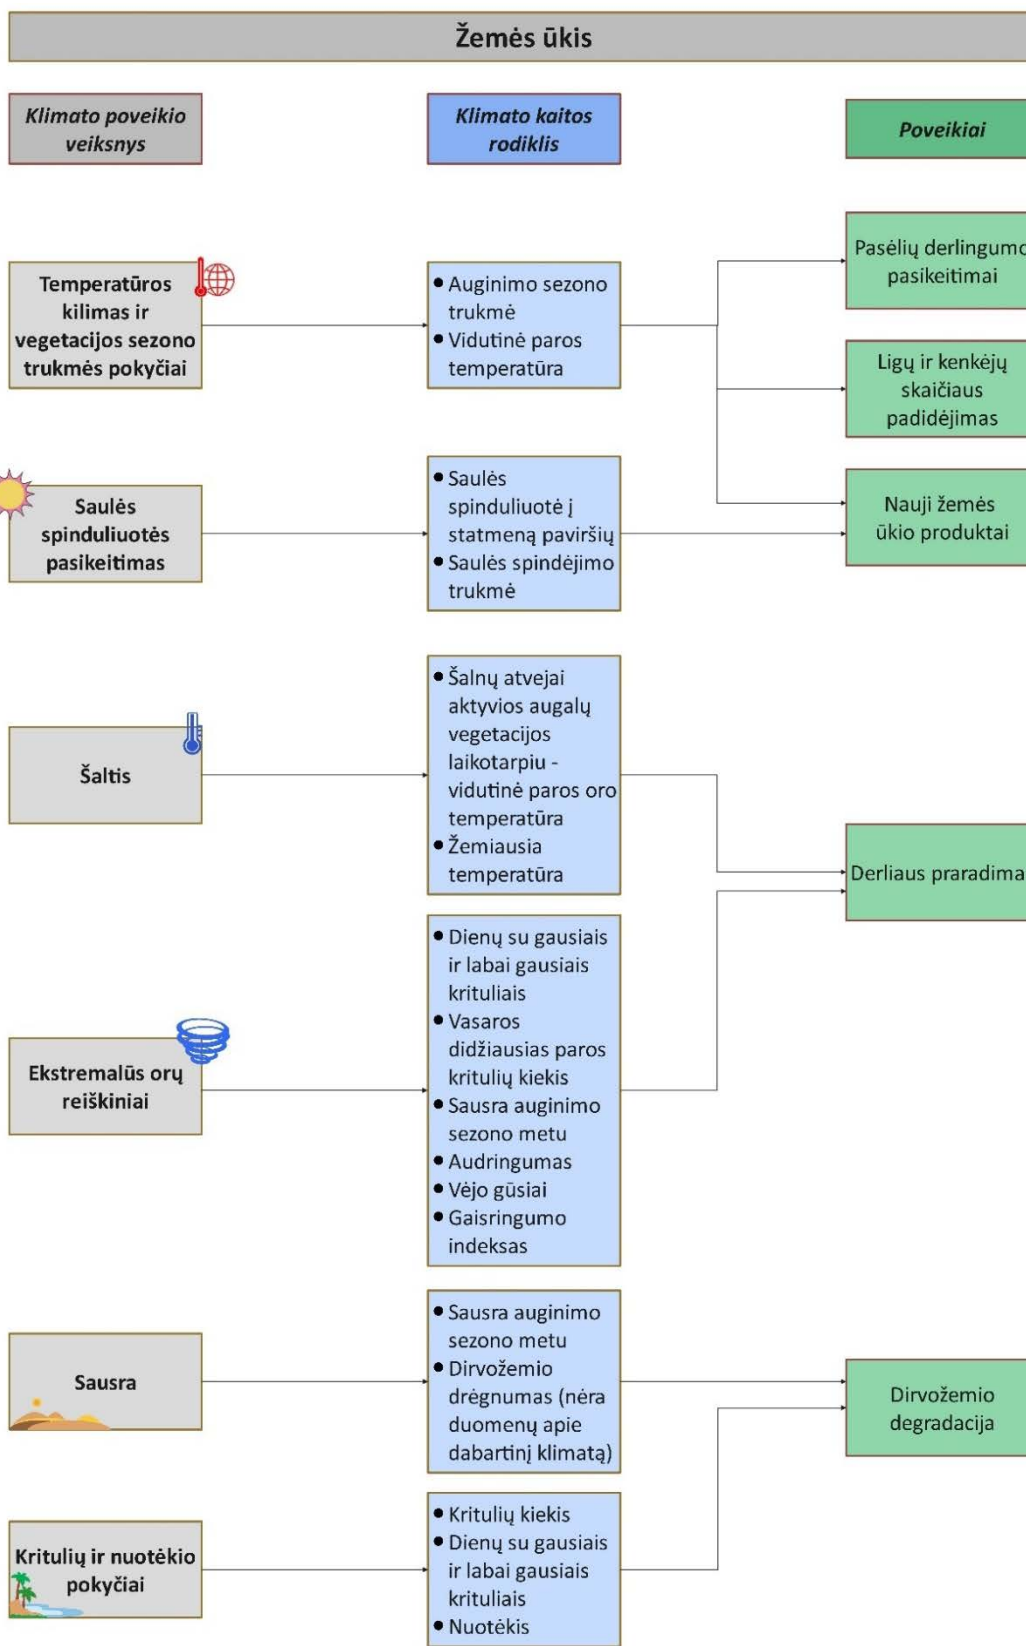 Žemės ūkis
Klimato poveikio
veiksnys
Klimato kaitos
rodiklis
Poveikiai
Temperatūros
kilimas ir
vegetacijos sezono
trukmės pokyčiai
• Auginimo sezono
trukmė
• Vidutinė paros
temperatūra
Pasėlių derlingumo
pasikeitimai
Ligų ir kenkėjų
skaičiaus
padidėjimas
Saulės
spinduliuotės
pasikeitimas
• Saulės
spinduliuotė į
statmeną paviršių
• Saulės spindėjimo
trukmė
Nauji žemės
ūkio produktai
Šaltis
• Šalnų atvejai
aktyvios augalų
vegetacijos
laikotarpiu -
vidutinė paros oro
temperatūra
• Žemiausia
temperatūra
Derliaus praradima
Ekstremalūs orų
reiškiniai
• Dienų su gausiais
ir labai gausiais
krituliais
• Vasaros
didžiausias paros
kritulių kiekis
• Sausra auginimo
sezono metu
• Audringumas
• Vėjo gūsiai
• Gaisringumo
indeksas
Sausra
• Sausra auginimo
sezono metu
• Dirvožemio
drėgnumas (nėra
duomenų apie
dabartinį klimatą)
Dirvožemio
degradacija
Kritulių ir nuotėkio
pokyčiai
• Kritulių kiekis
• Dienų su gausiais
ir labai gausiais
krituliais
• Nuotėkis